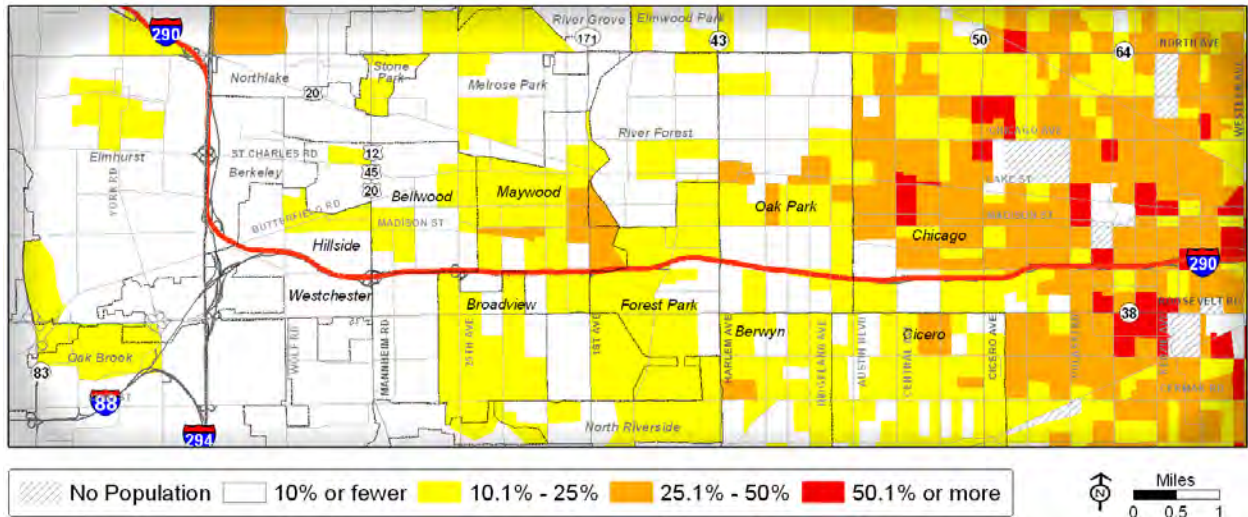 River Grove
Elmwood Park
290
171
43
50
64
NORTH AVE
WESTERN AVE
Northlake
Stone
Park
20
Melrose Park
CHICAGO AVE
River Forest
Elmhurst
YORK RD
ST CHARLES RD
12
Berkeley
45
20
LAKE ST
Bellwood
Maywood
Oak Park
BUTTERFIELD RD
MADISON ST
MADISON ST
Chicago
Hillside
290
Westchester
Broadview
Forest Park
ROOSEVELT RD
38
Berwyn
Cicero
Oak Brook
WOLF RD
MANNHEIM RD
25TH AVE
1ST AVE
HARLEM AVE
RIDGELAND AVE
AUSTIN BLVD
CENTRAL AVE
CICERO AVE
83
CERMAK RD
88
294
North Riverside
No Population
10% or fewer
10.1% - 25%
25.1% - 50%
50.1% or more
N
Miles
0 0.5 1